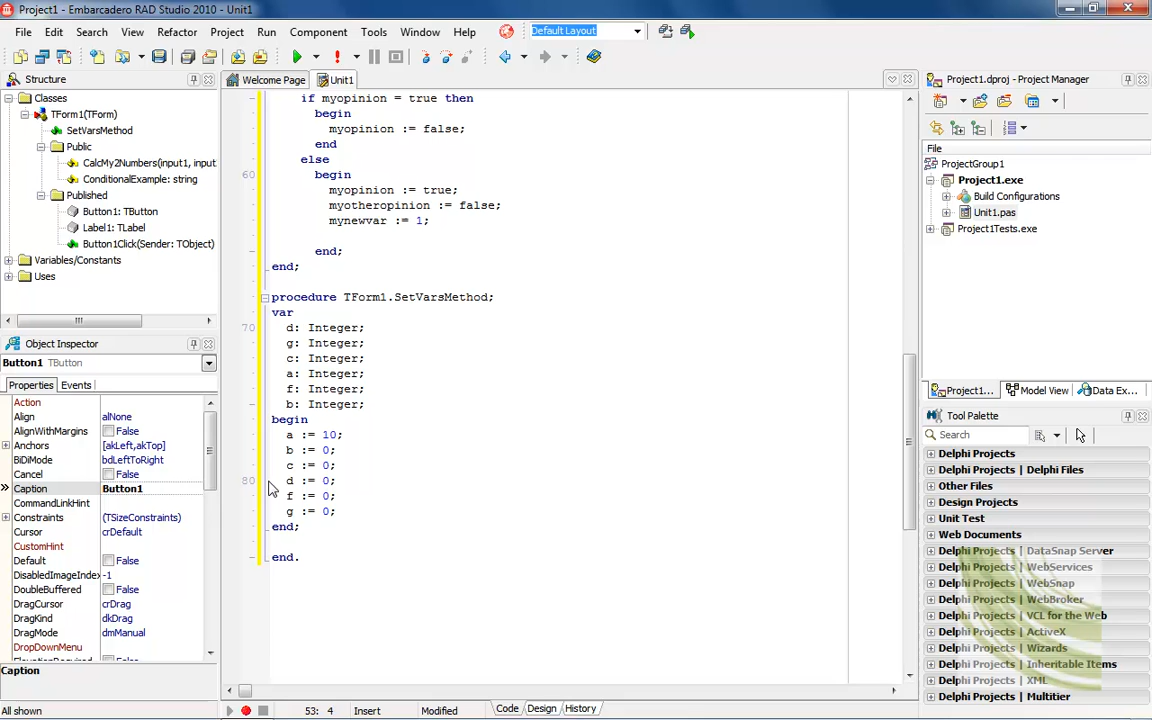 Project1 - Embarcadero RAD Studio 2010 - Unit1
File Edit Search View Refactor Project Run Component Tools Window Help
Default Layout
Structure
Classes
TForm1(TForm)
SetVarsMethod
Public
CalcMy2Numbers(input1, input
ConditionalExample: string
Published
Button1: TButton
Label1: TLabel
Button1Click(Sender: TObject)
Variables/Constants
Uses
Object Inspector
Button1 TButton
Properties Events
Action
Align alNone
AlignWithMargins False
Anchors [akLeft,akTop]
BiDiMode bdLeftToRight
Cancel False
Caption Button1
CommandLinkHint
Constraints (TSizeConstraints)
Cursor crDefault
CustomHint
Default False
DisabledImageIndex -1
DoubleBuffered False
DragCursor crDrag
DragKind dkDrag
DragMode dmManual
DropDownMenu
Caption
All shown
Welcome Page Unit1
if myopinion = true then
begin
myopinion := false;
end
else
60 begin
myopinion := true;
myotheropinion := false;
mynewvar := 1;
end;
end;
procedure TForm1.SetVarsMethod;
var
70 d: Integer;
g: Integer;
c: Integer;
a: Integer;
f: Integer;
b: Integer;
begin
a := 10;
b := 0;
c := 0;
80 d := 0;
f := 0;
g := 0;
end;
end.
53: 4 Insert Modified Code Design History
Project1.dproj - Project Manager
File
ProjectGroup1
Project1.exe
Build Configurations
Unit1.pas
Project1Tests.exe
Project1... Model View Data Ex...
Tool Palette
Search
Delphi Projects
Delphi Projects | Delphi Files
Other Files
Design Projects
Unit Test
Web Documents
Delphi Projects | DataSnap Server
Delphi Projects | WebServices
Delphi Projects | WebSnap
Delphi Projects | WebBroker
Delphi Projects | VCL for the Web
Delphi Projects | ActiveX
Delphi Projects | Wizards
Delphi Projects | Inheritable Items
Delphi Projects | XML
Delphi Projects | Multitier